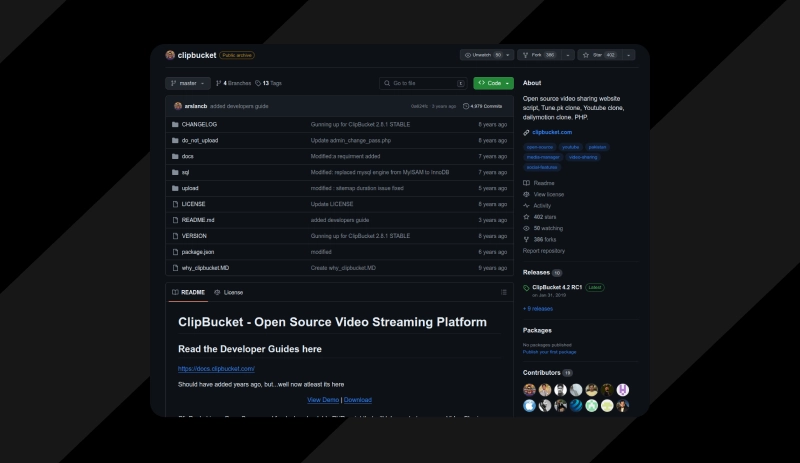 clipbucket Public archive
Unwatch 50
Fork 386
Star 402
master
4 Branches
13 Tags
Go to file
t
Code
arslancb added developers guide
3 years ago
4,979 Commits
CHANGELOG Gunning up for ClipBucket 2.8.1 STABLE 8 years ago
do_not_upload Update admin_change_pass.php 8 years ago
docs Modified:a requirment added 7 years ago
sql Modified: replaced mysql engine from MyISAM to InnoDB 7 years ago
upload modified : sitemap duration issue fixed 5 years ago
LICENSE Update LICENSE 8 years ago
README.md added developers guide 3 years ago
VERSION Gunning up for ClipBucket 2.8.1 STABLE 8 years ago
package.json modified 6 years ago
why_clipbucket.MD Create why_clipbucket.MD 9 years ago
README
License
ClipBucket - Open Source Video Streaming Platform
Read the Developer Guides here
https://docs.clipbucket.com/
Should have added years ago, but...well now atleast its here
View Demo | Download
About
Open source video sharing website
script, Tune.pk clone, Youtube clone,
dailymotion clone. PHP.
clipbucket.com
open-source youtube pakistan
media-manager video-sharing
social-features
Readme
View license
Activity
402 stars
50 watching
386 forks
Report repository
Releases 10
ClipBucket 4.2 RC1 Latest
+ 9 releases
Packages
No packages published
Publish your first package
Contributors 19